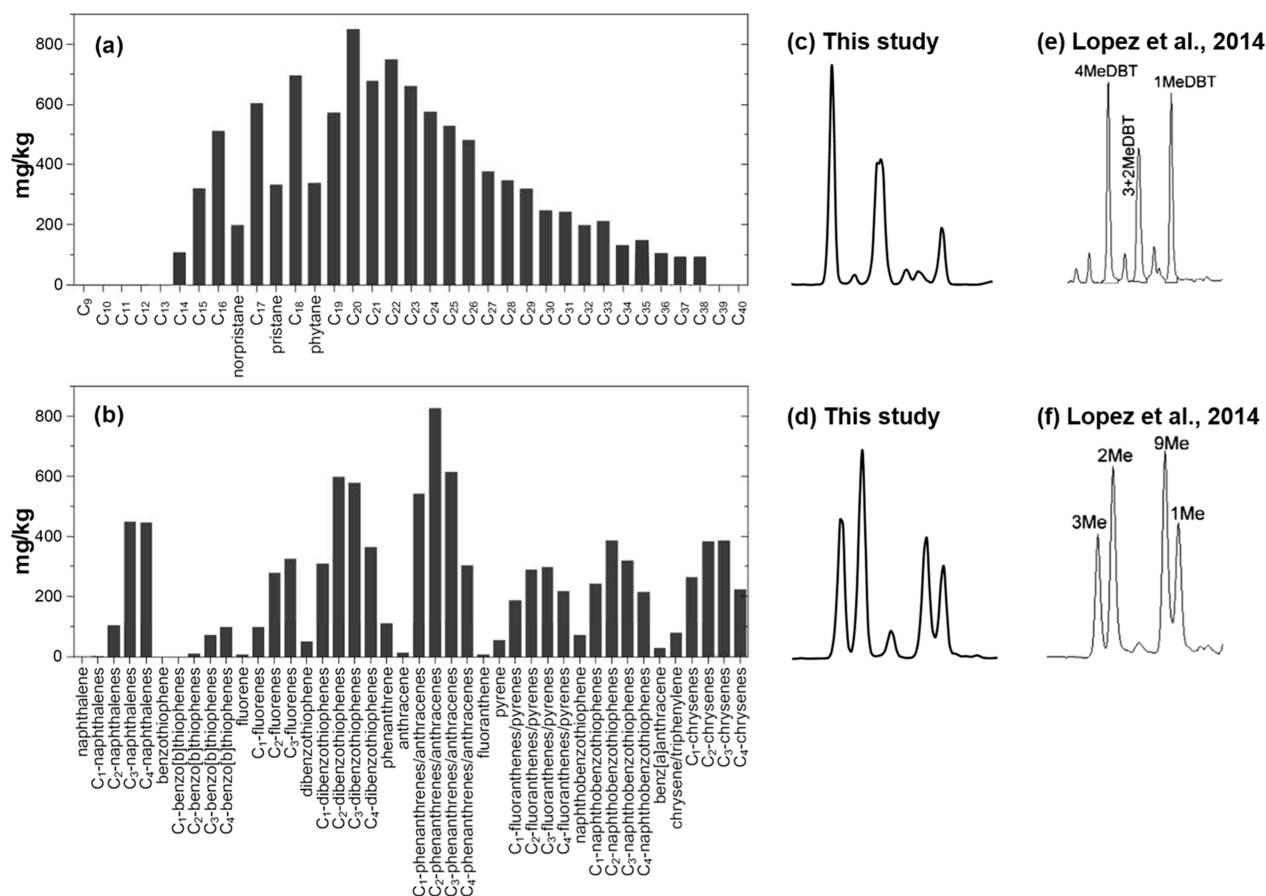 (a)
mg/kg
800
600
400
200
0
C₉
C₁₀
C₁₁
C₁₂
C₁₃
C₁₄
C₁₅
C₁₆
norpristane
C₁₇
pristane
C₁₈
phytane
C₁₉
C₂₀
C₂₁
C₂₂
C₂₃
C₂₄
C₂₅
C₂₆
C₂₇
C₂₈
C₂₉
C₃₀
C₃₁
C₃₂
C₃₃
C₃₄
C₃₅
C₃₆
C₃₇
C₃₈
C₃₉
C₄₀
(c) This study
(e) Lopez et al., 2014
4MeDBT
3+2MeDBT
1MeDBT
(b)
mg/kg
800
600
400
200
0
naphthalene
C₁-naphthalenes
C₂-naphthalenes
C₃-naphthalenes
C₄-naphthalenes
benzothiophene
C₁-benzo[b]thiophenes
C₂-benzo[b]thiophenes
C₃-benzo[b]thiophenes
C₄-benzo[b]thiophenes
fluorene
C₁-fluorenes
C₂-fluorenes
C₃-fluorenes
dibenzothiophene
C₁-dibenzothiophenes
C₂-dibenzothiophenes
C₃-dibenzothiophenes
C₄-dibenzothiophenes
phenanthrene
anthracene
C₁-phenanthrenes/anthracenes
C₂-phenanthrenes/anthracenes
C₃-phenanthrenes/anthracenes
C₄-phenanthrenes/anthracenes
fluoranthene
pyrene
C₁-fluoranthenes/pyrenes
C₂-fluoranthenes/pyrenes
C₃-fluoranthenes/pyrenes
C₄-fluoranthenes/pyrenes
naphthobenzothiophene
C₁-naphthobenzothiophenes
C₂-naphthobenzothiophenes
C₃-naphthobenzothiophenes
C₄-naphthobenzothiophenes
benz[a]anthracene
chrysene/triphenylene
C₁-chrysenes
C₂-chrysenes
C₃-chrysenes
C₄-chrysenes
(d) This study
(f) Lopez et al., 2014
3Me
2Me
9Me
1Me